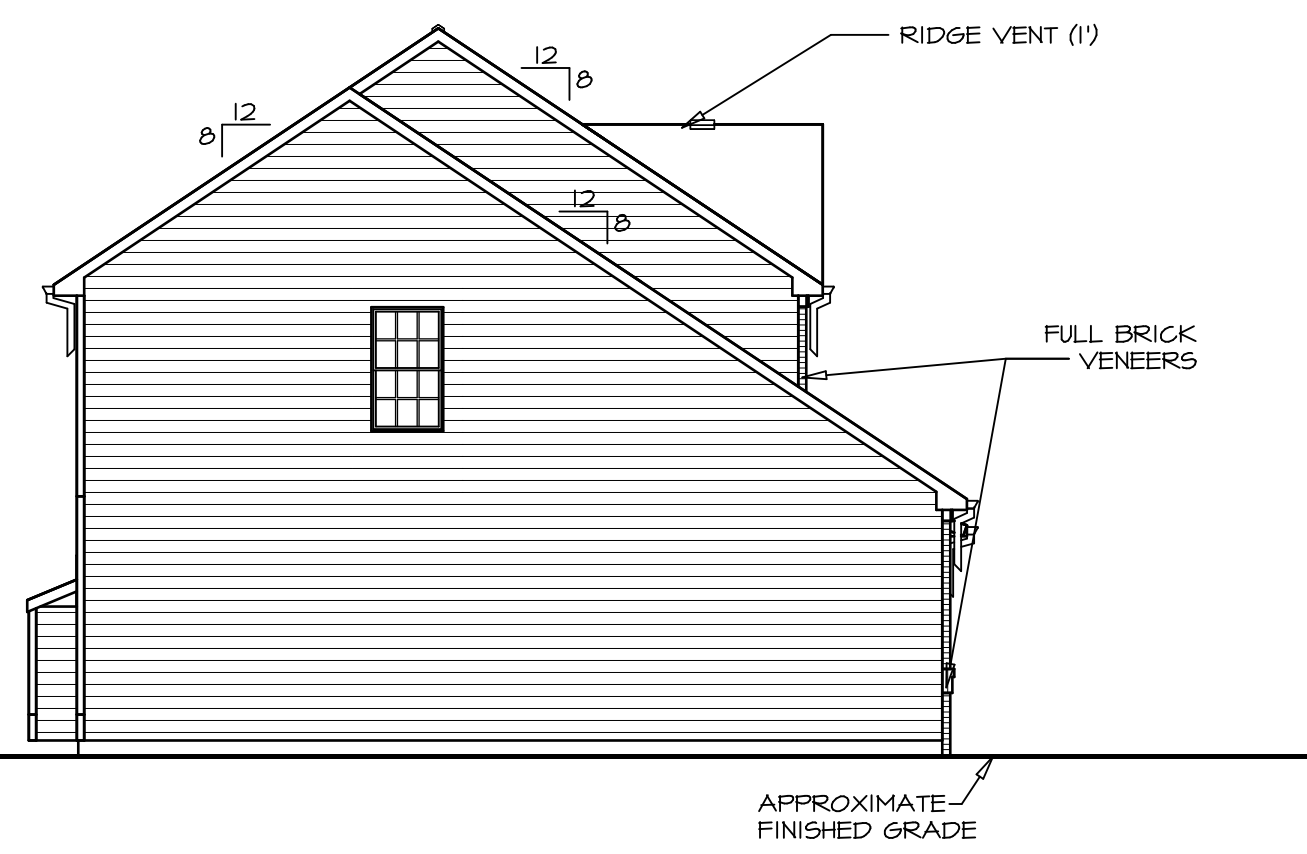 RIDGE VENT (1')
12
8
12
8
12
8
FULL BRICK
VENEERS
APPROXIMATE
FINISHED GRADE